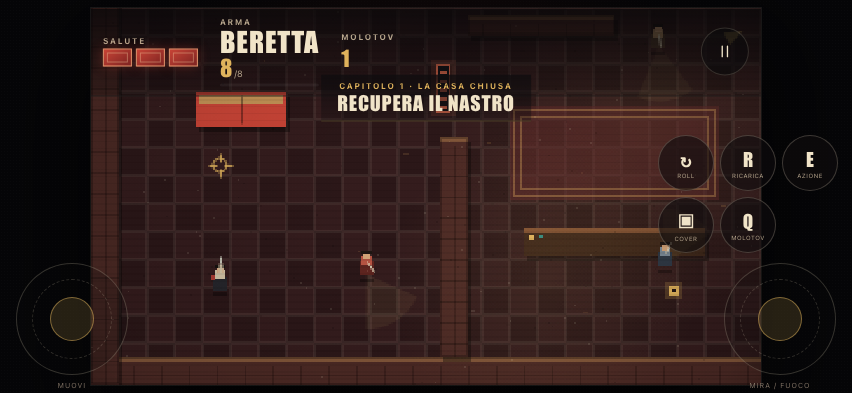 SALUTE
ARMA
BERETTA
8/8
MOLOTOV
1
CAPITOLO 1 · LA CASA CHIUSA
RECUPERA IL NASTRO
ROLL
R
RICARICA
E
AZIONE
COVER
Q
MOLOTOV
MUOVI
MIRA / FUOCO